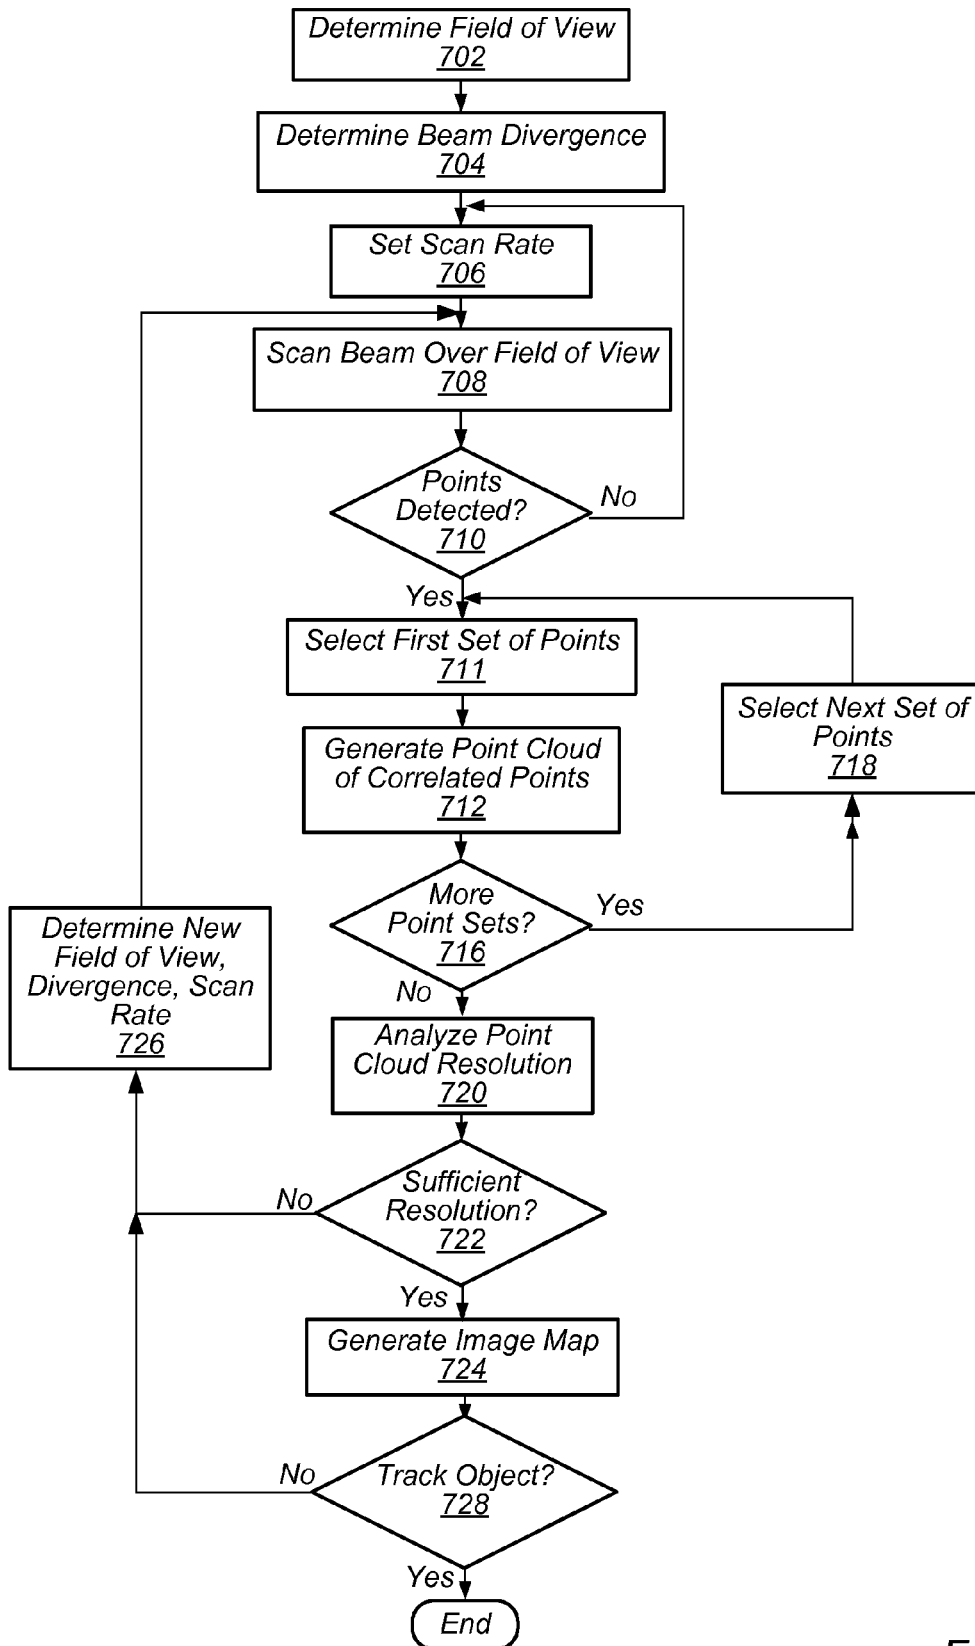 Determine Field of View
702
Determine Beam Divergence
704
Set Scan Rate
706
Scan Beam Over Field of View
708
Points
Detected?
710
No
Yes
Select First Set of Points
711
Generate Point Cloud
of Correlated Points
712
Select Next Set of
Points
718
More
Point Sets?
716
Yes
No
Determine New
Field of View,
Divergence, Scan
Rate
726
Analyze Point
Cloud Resolution
720
Sufficient
Resolution?
722
No
Yes
Generate Image Map
724
Track Object?
728
No
Yes
End